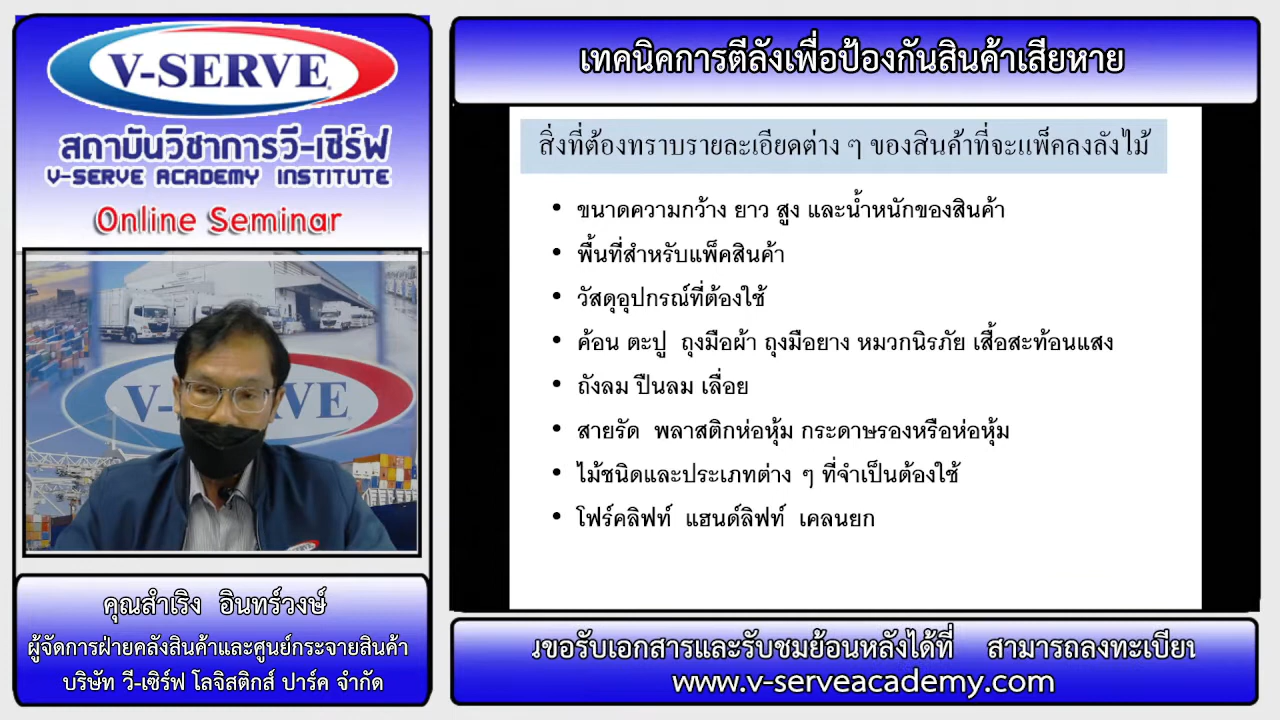 V-SERVE
สถาบันวิชาการวี-เซิร์ฟ
V-SERVE ACADEMY INSTITUTE
Online Seminar
V-SERVE
คุณสำเริง อินทร์วงษ์
ผู้จัดการฝ่ายคลังสินค้าและศูนย์กระจายสินค้า
บริษัท วี-เซิร์ฟ โลจิสติกส์ ปาร์ค จำกัด
เทคนิคการตีลังเพื่อป้องกันสินค้าเสียหาย
สิ่งที่ต้องทราบรายละเอียดต่าง ๆ ของสินค้าที่จะแพ็คลงลังไม้
• ขนาดความกว้าง ยาว สูง และน้ำหนักของสินค้า
• พื้นที่สำหรับแพ็คสินค้า
• วัสดุอุปกรณ์ที่ต้องใช้
• ค้อน ตะปู ถุงมือผ้า ถุงมือยาง หมวกนิรภัย เสื้อสะท้อนแสง
• ถังลม ปืนลม เลื่อย
• สายรัด พลาสติกห่อหุ้ม กระดาษรองหรือห่อหุ้ม
• ไม้ชนิดและประเภทต่าง ๆ ที่จำเป็นต้องใช้
• โฟร์คลิฟท์ แฮนด์ลิฟท์ เคลนยก
ขอรับเอกสารและรับชมย้อนหลังได้ที่ สามารถลงทะเบียน
www.v-serveacademy.com